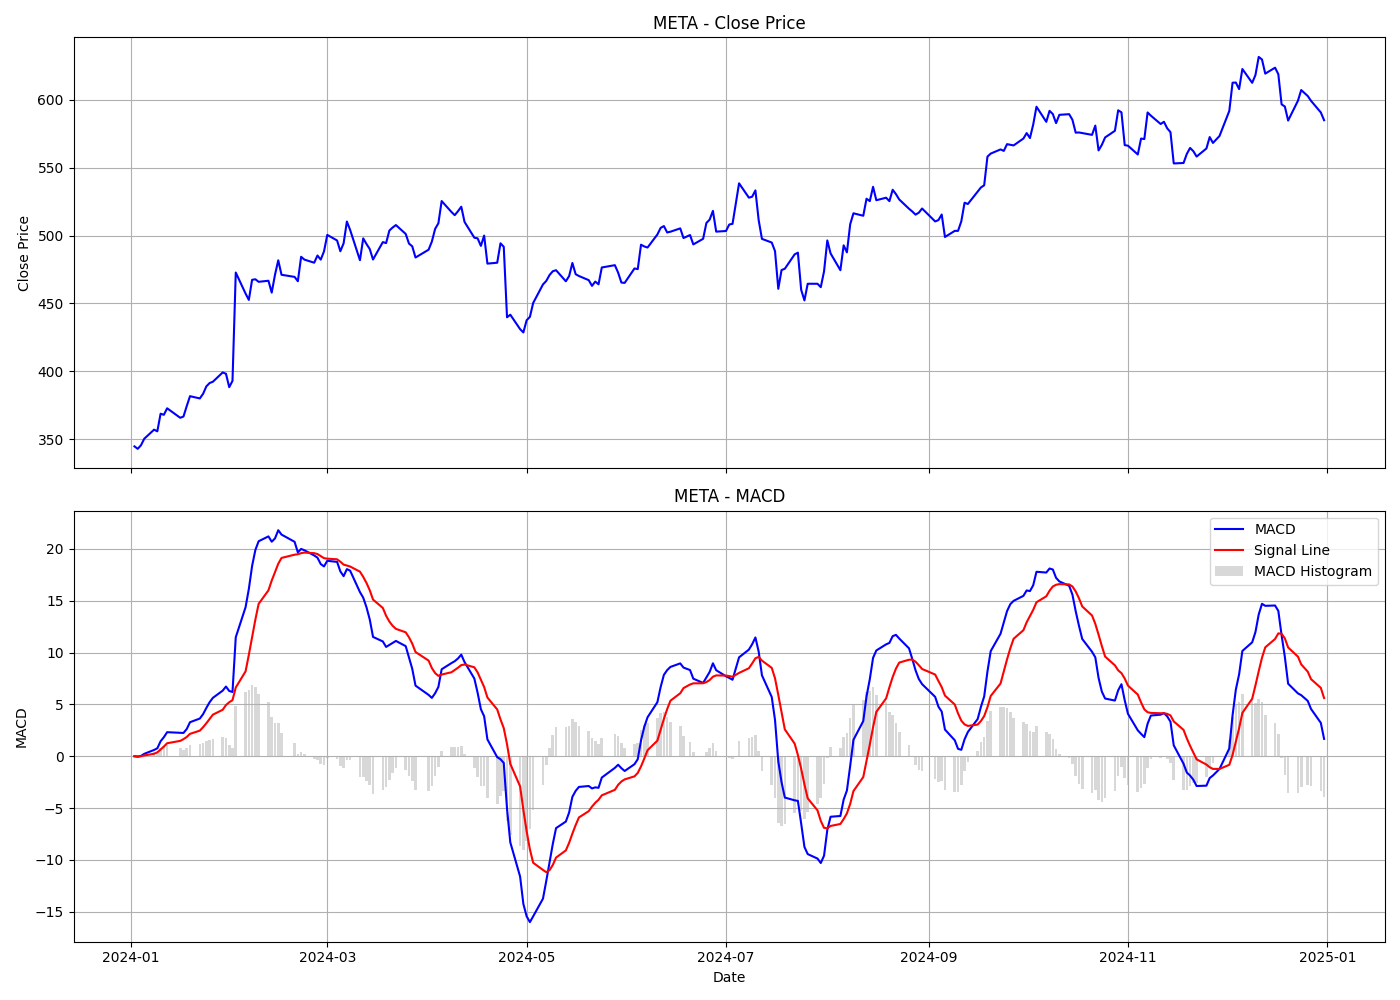 META - Close Price
Close Price
600
550
500
450
400
350
META - MACD
MACD
20
15
10
5
0
−5
−10
−15
MACD
Signal Line
MACD Histogram
2024-01 2024-03 2024-05 2024-07 2024-09 2024-11 2025-01
Date